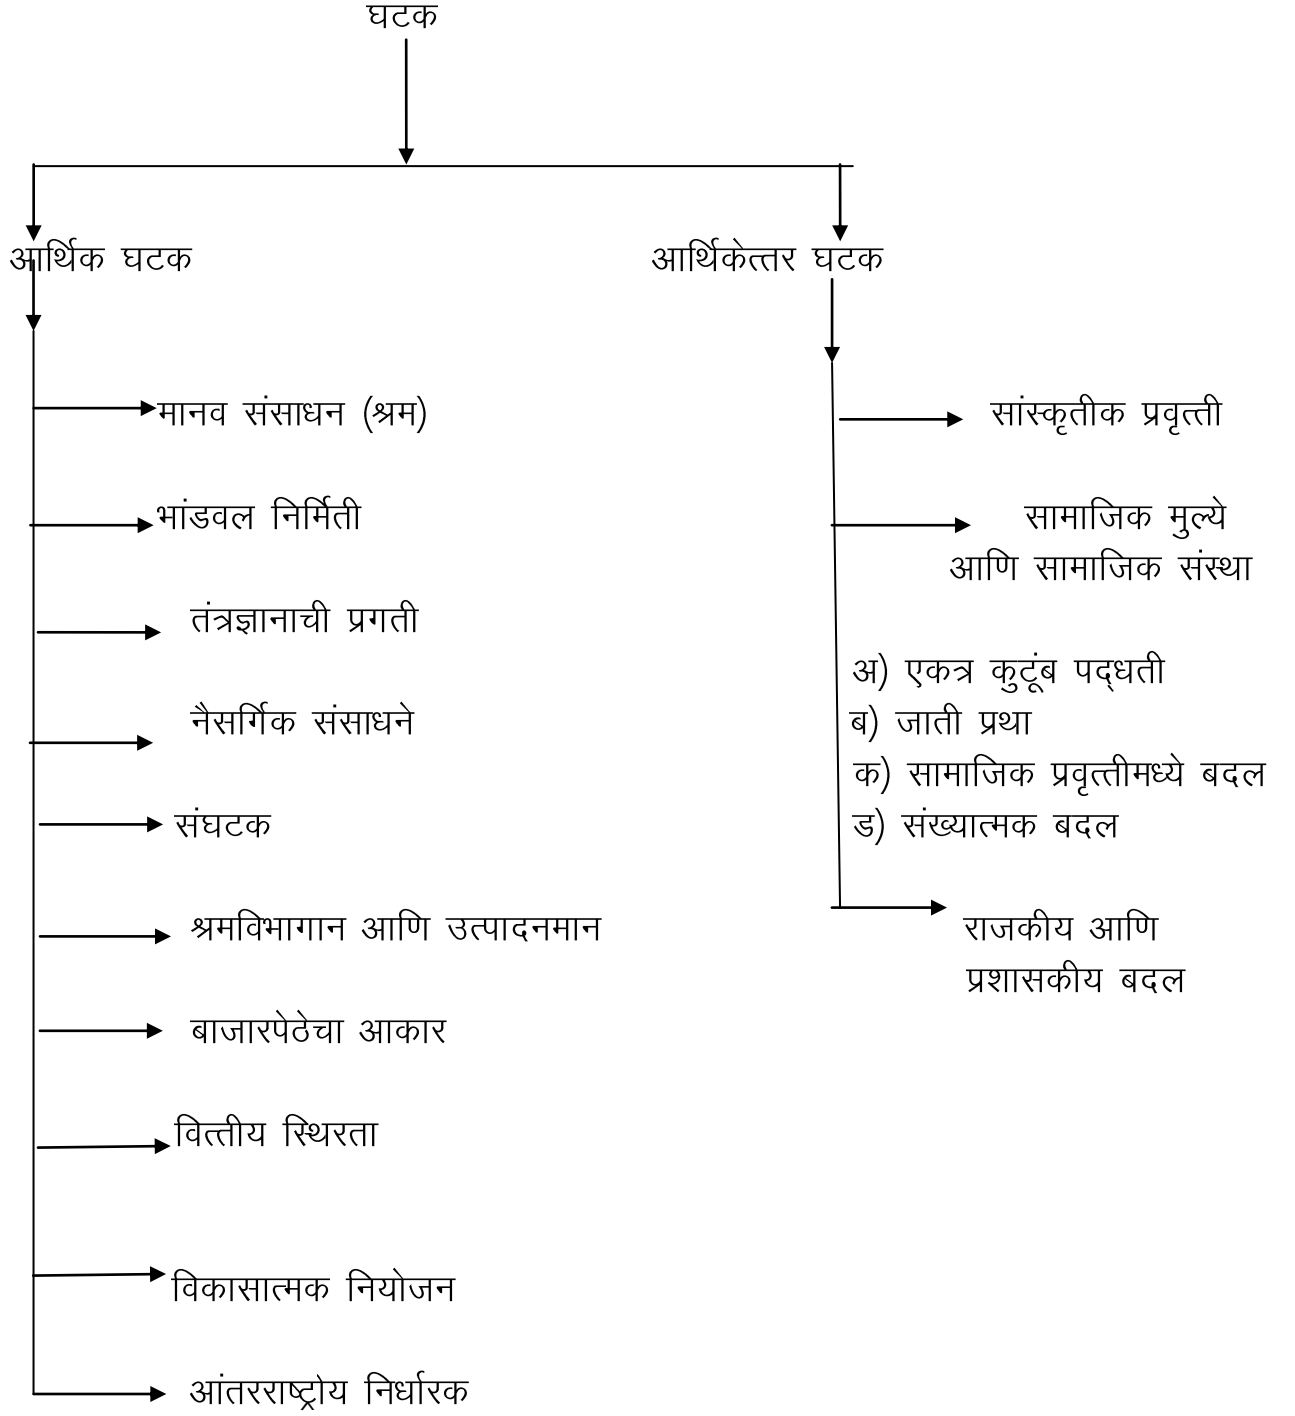 घटक
आर्थिक घटक
मानव संसाधन (श्रम)
भांडवल निर्मिती
तंत्रज्ञानाची प्रगती
नैसर्गिक संसाधने
संघटक
श्रमविभागान आणि उत्पादनमान
बाजारपेठेचा आकार
वित्तीय स्थिरता
विकासात्मक नियोजन
आंतरराष्ट्रोय निर्धारक
आर्थिकेत्तर घटक
सांस्कृतीक प्रवृत्ती
सामाजिक मुल्ये
आणि सामाजिक संस्था
अ) एकत्र कुटूंब पद्धती
ब) जाती प्रथा
क) सामाजिक प्रवृत्तीमध्ये बदल
ड) संख्यात्मक बदल
राजकीय आणि
प्रशासकीय बदल